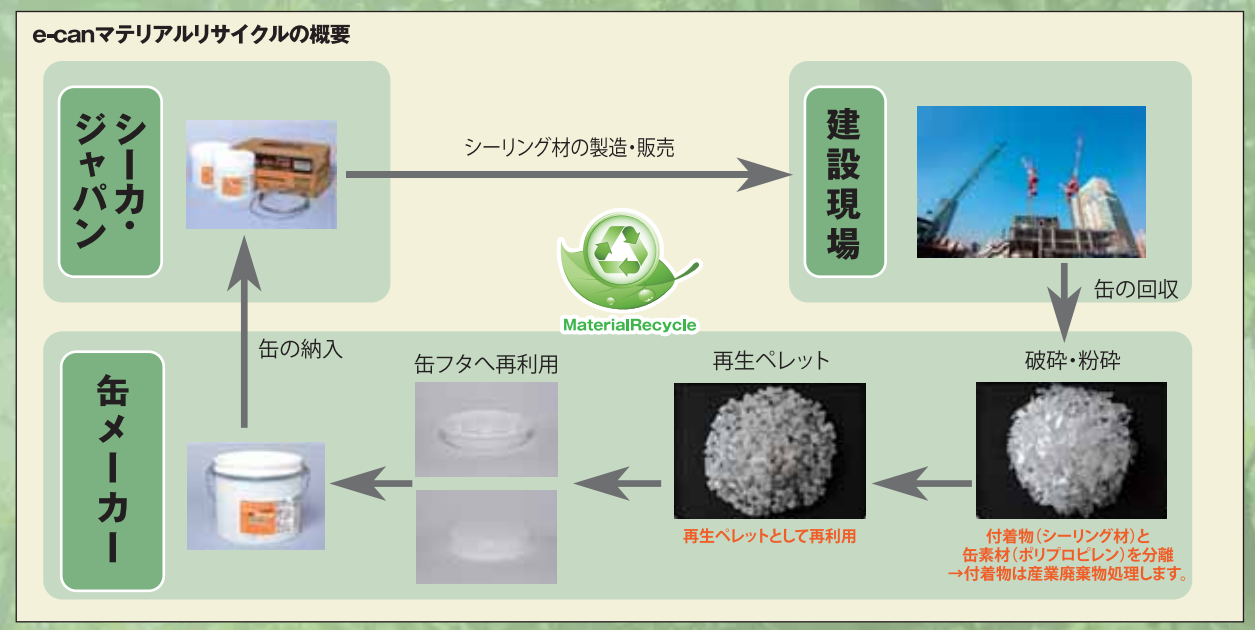 e-canマテリアルリサイクルの概要
シーカ・
ジャパン
シーリング材の製造・販売
建設現場
缶の回収
MaterialRecycle
缶の納入
缶メーカー
缶フタへ再利用
再生ペレット
破砕・粉砕
再生ペレットとして再利用
付着物(シーリング材)と
缶素材(ポリプロピレン)を分離
→付着物は産業廃棄物処理します。